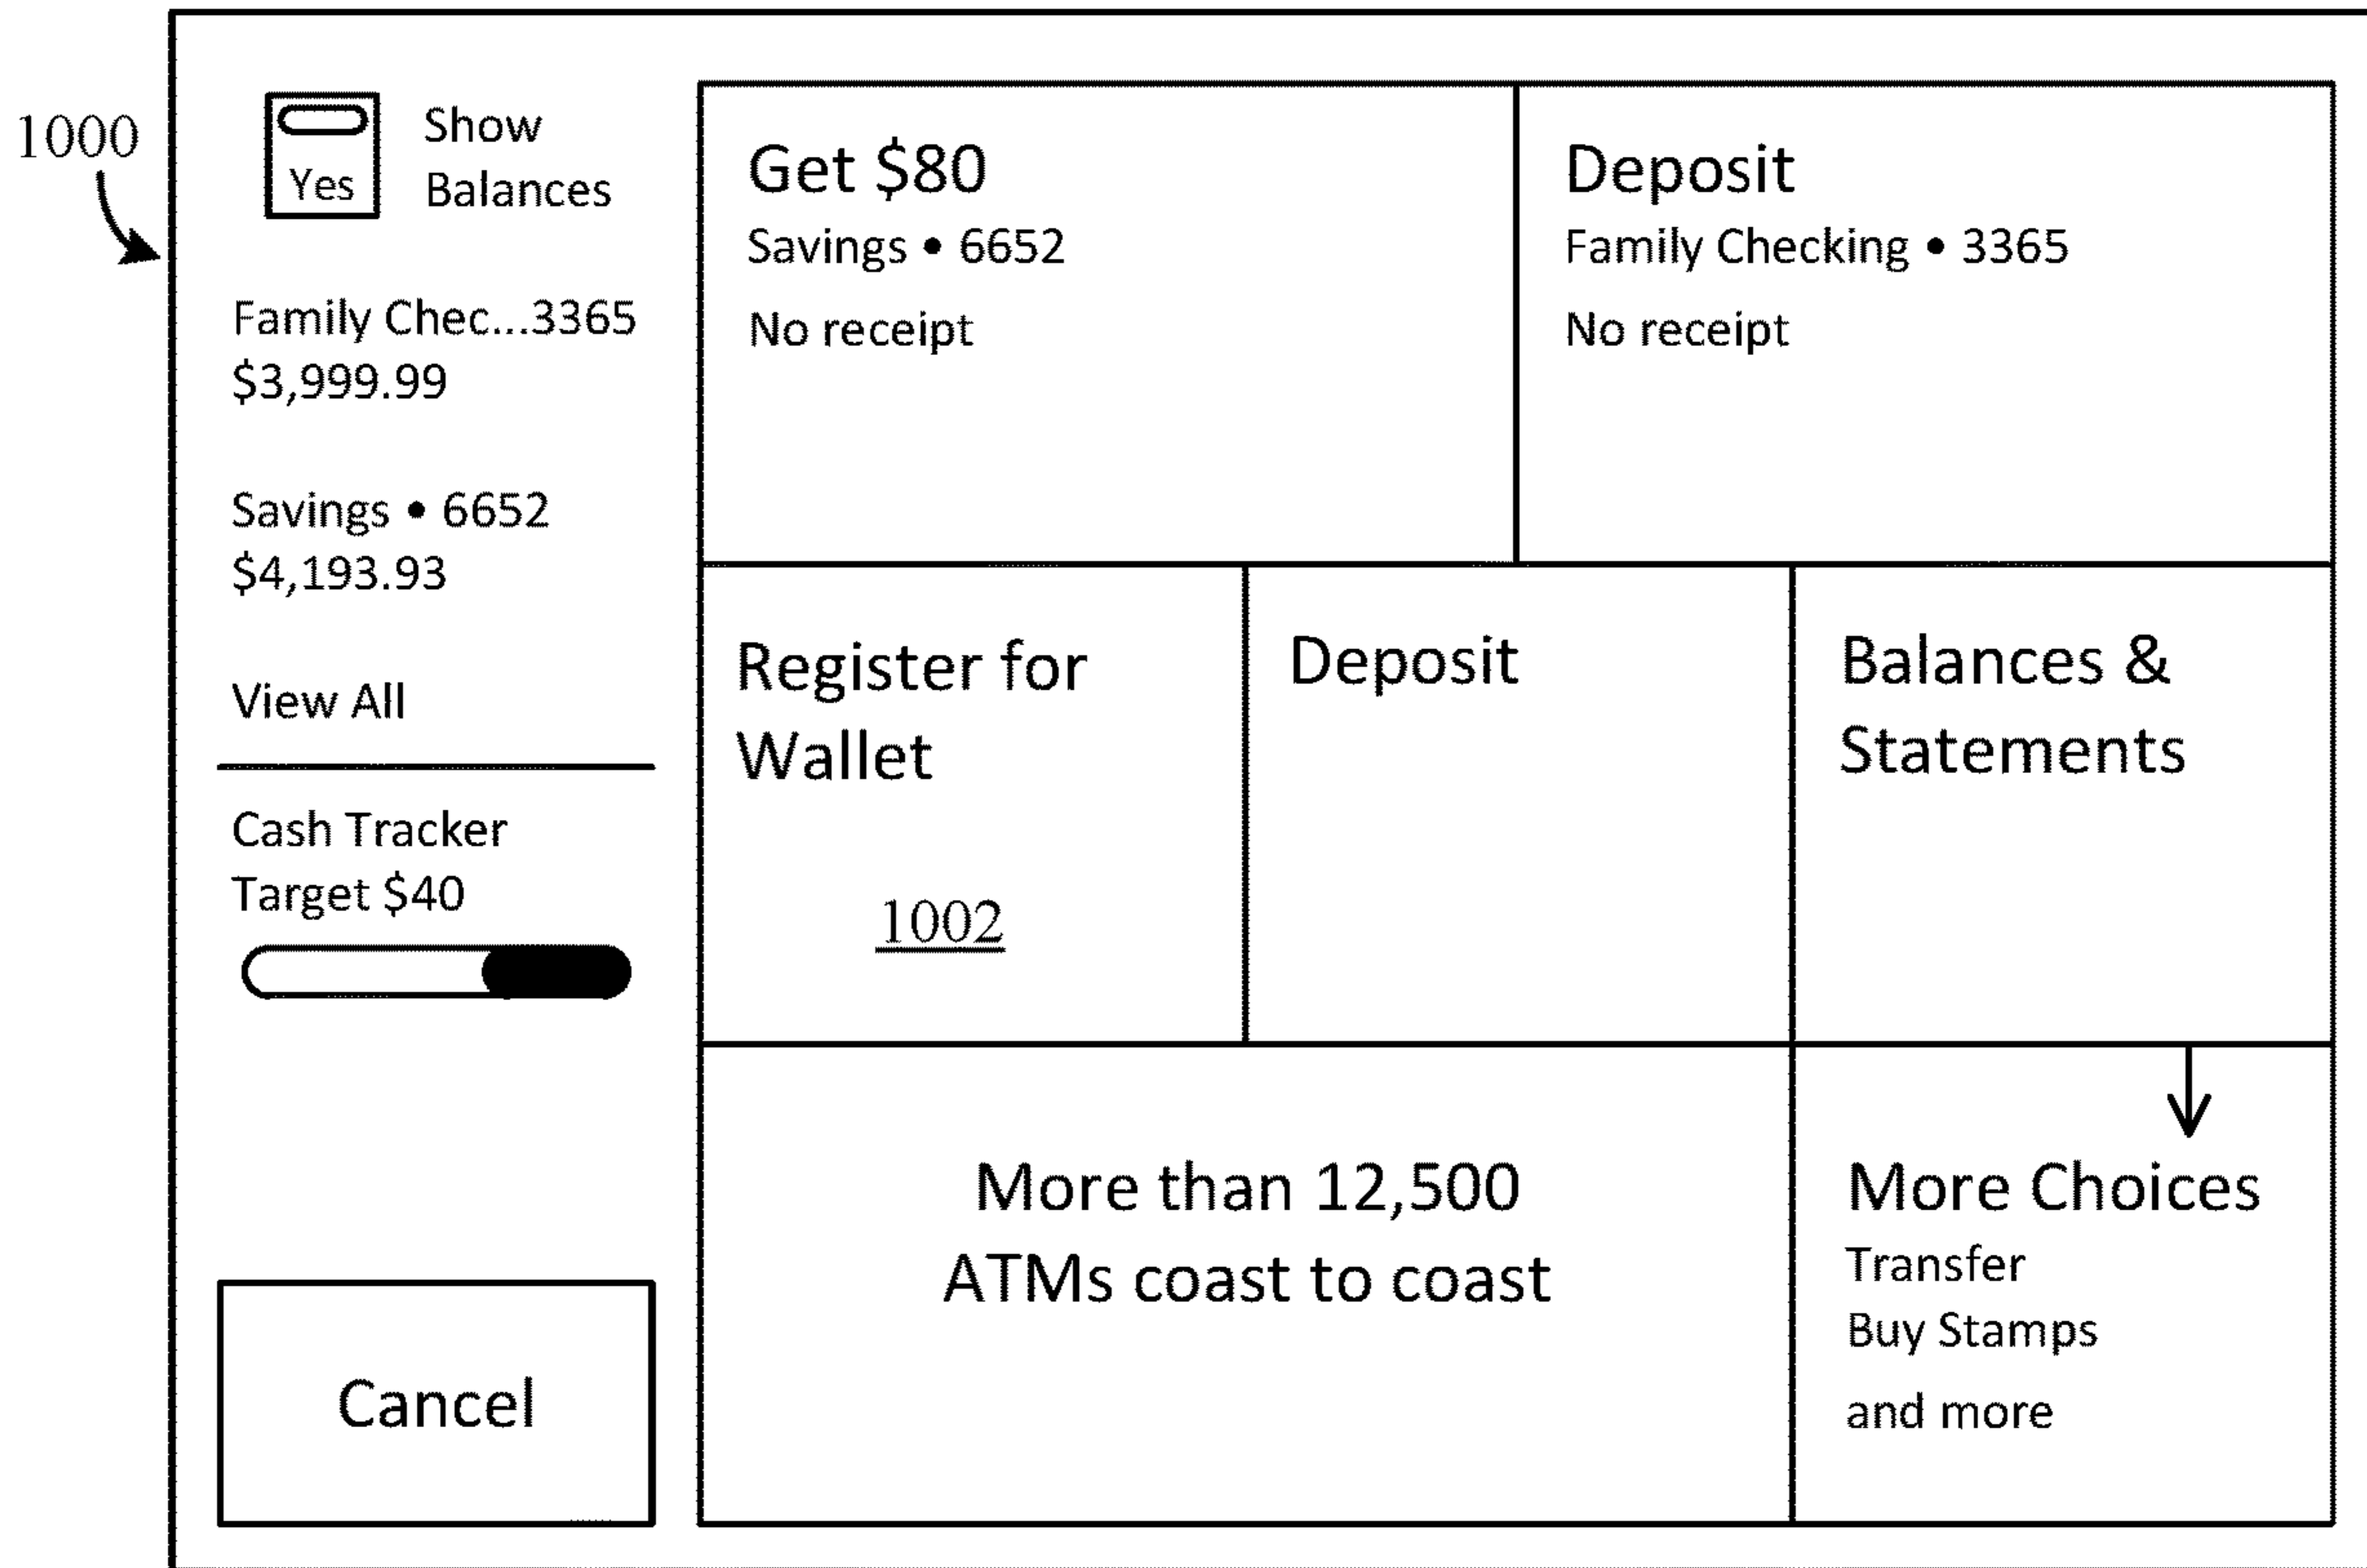 1000
Yes
Show
Balances
Family Chec...3365
$3,999.99
Savings • 6652
$4,193.93
View All
Cash Tracker
Target $40
Cancel
Get $80
Savings • 6652
No receipt
Deposit
Family Checking • 3365
No receipt
Register for
Wallet
1002
Deposit
Balances &
Statements
More than 12,500
ATMs coast to coast
More Choices
Transfer
Buy Stamps
and more